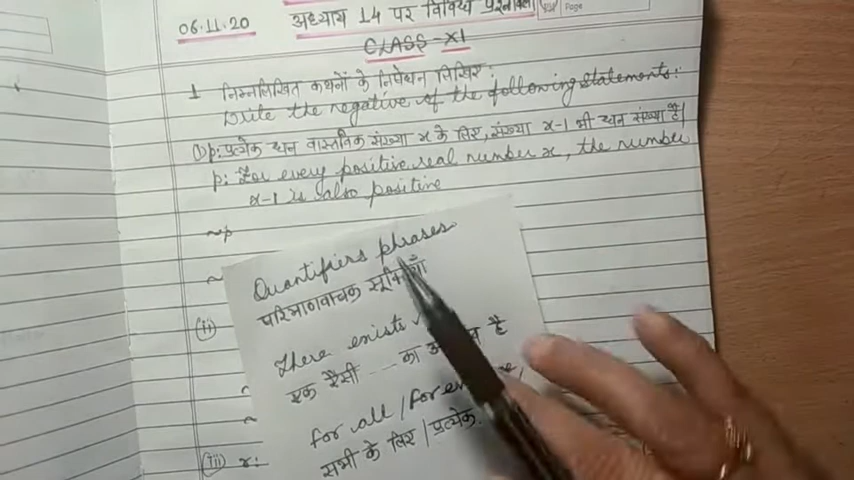 06.11.20
अध्याय 14 पर विविध प्रश्नावली
Page
CLASS-XI
1 निम्नलिखित कथनों के निषेधन लिखिए:
Write the negative of the following statements:
(i) p: प्रत्येक धन वास्तविक संख्या x के लिए, संख्या x-1 भी धन संख्या है|
p: For every positive real number x, the number
x-1 is also positive
~p
~
Quantifiers phrases
परिमाणवाचक
(ii)
There exists
एक ऐसी --- का
~
for all / for
~
सभी के लिए / प्रत्येक
(iii) r: